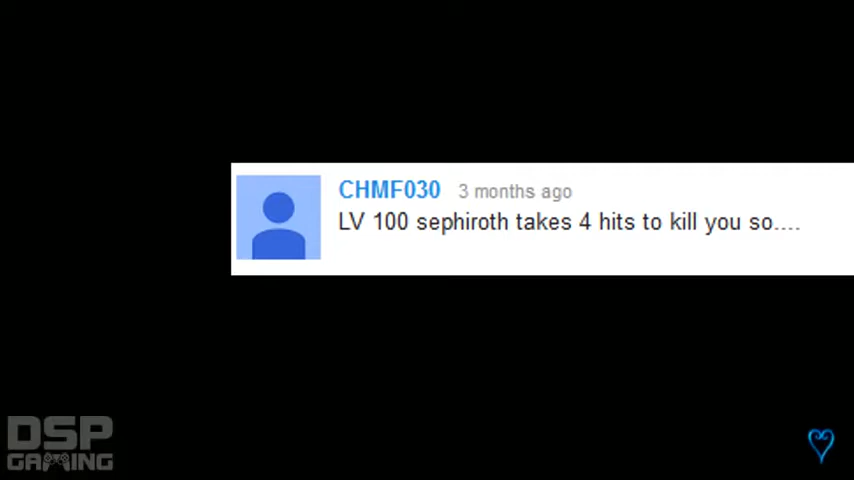 CHMF030 3 months ago
LV 100 sephiroth takes 4 hits to kill you so....
DSP
GAMING